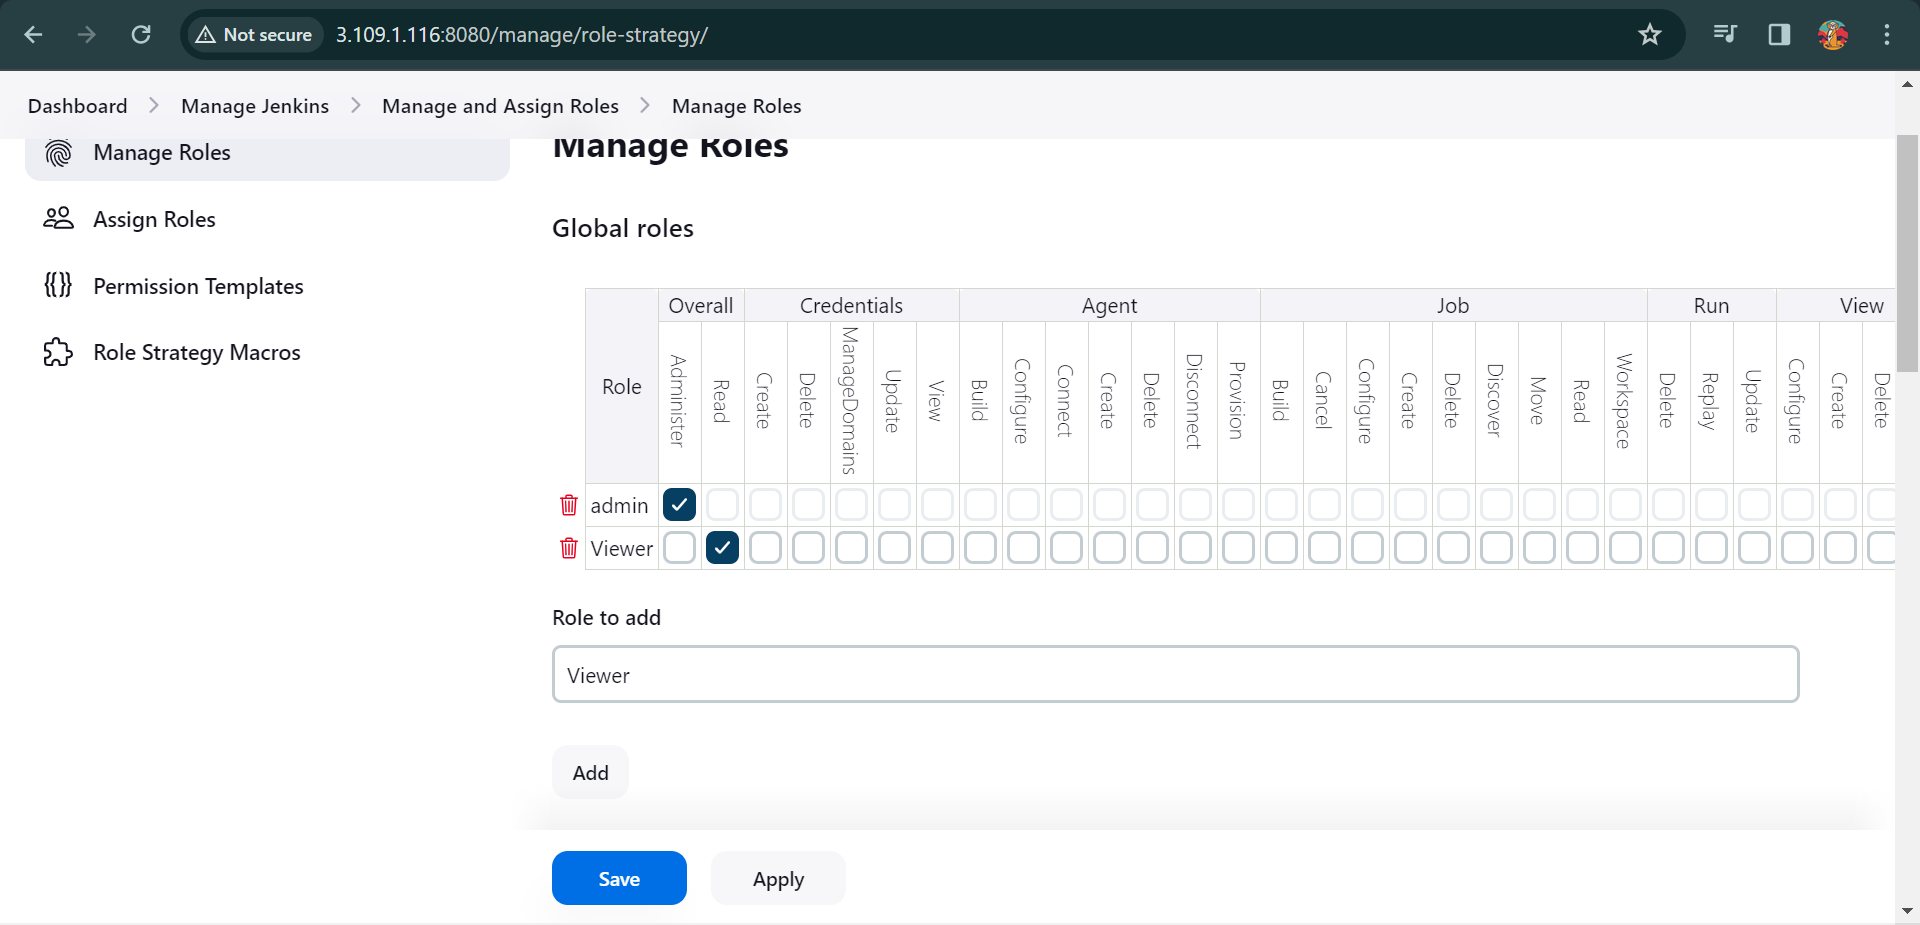 Not secure
3.109.1.116:8080/manage/role-strategy/
Dashboard
Manage Jenkins
Manage and Assign Roles
Manage Roles
Manage Roles
Assign Roles
Permission Templates
Role Strategy Macros
Manage Roles
Global roles
Role
Overall
Credentials
Agent
Job
Run
View
Administer
Read
Create
Delete
ManageDomains
Update
View
Build
Configure
Connect
Create
Delete
Disconnect
Provision
Build
Cancel
Configure
Create
Delete
Discover
Move
Read
Workspace
Delete
Replay
Update
Configure
Create
Delete
admin
Viewer
Role to add
Viewer
Add
Save
Apply